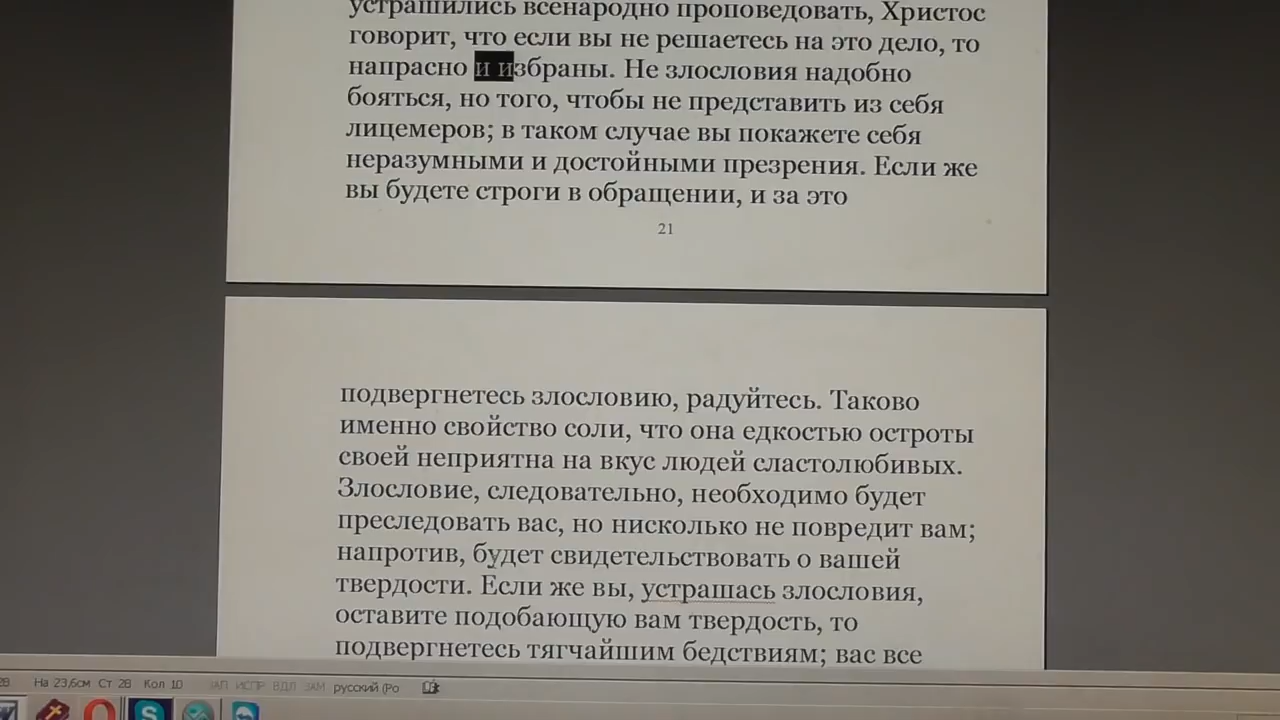 устрашились всенародно проповедовать, Христос
говорит, что если вы не решаетесь на это дело, то
напрасно и избраны. Не злословия надобно
бояться, но того, чтобы не представить из себя
лицемеров; в таком случае вы покажете себя
неразумными и достойными презрения. Если же
вы будете строги в обращении, и за это
21
подвергнетесь злословию, радуйтесь. Таково
именно свойство соли, что она едкостью остроты
своей неприятна на вкус людей сластолюбивых.
Злословие, следовательно, необходимо будет
преследовать вас, но нисколько не повредит вам;
напротив, будет свидетельствовать о вашей
твердости. Если же вы, устрашась злословия,
оставите подобающую вам твердость, то
подвергнетесь тягчайшим бедствиям; вас все
28 На 23,6см Ст 28 Кол 10 ЗАП ИСПР ВДЛ ЗАМ русский (Ро